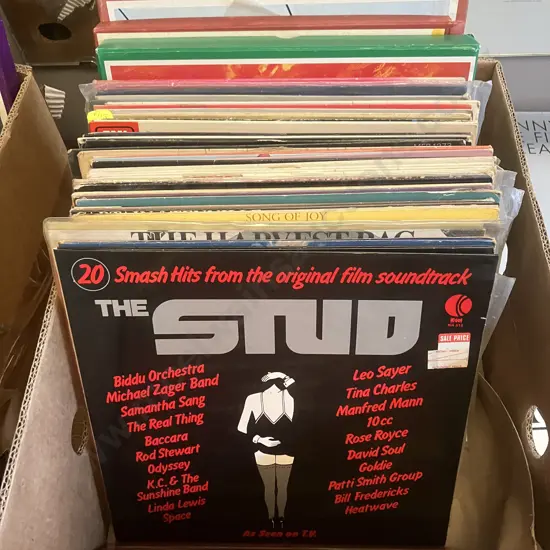 SONG OF JOY
THE HARVEST BAG
20 Smash Hits from the original film soundtrack
THE STUD
K-tel
SALE PRICE
Biddu Orchestra
Michael Zager Band
Samantha Sang
The Real Thing
Baccara
Rod Stewart
Odyssey
K.C. & The
Sunshine Band
Linda Lewis
Space
Leo Sayer
Tina Charles
Manfred Mann
10cc
Rose Royce
David Soul
Goldie
Patti Smith Group
Bill Fredericks
Heatwave
As Seen on T.V.